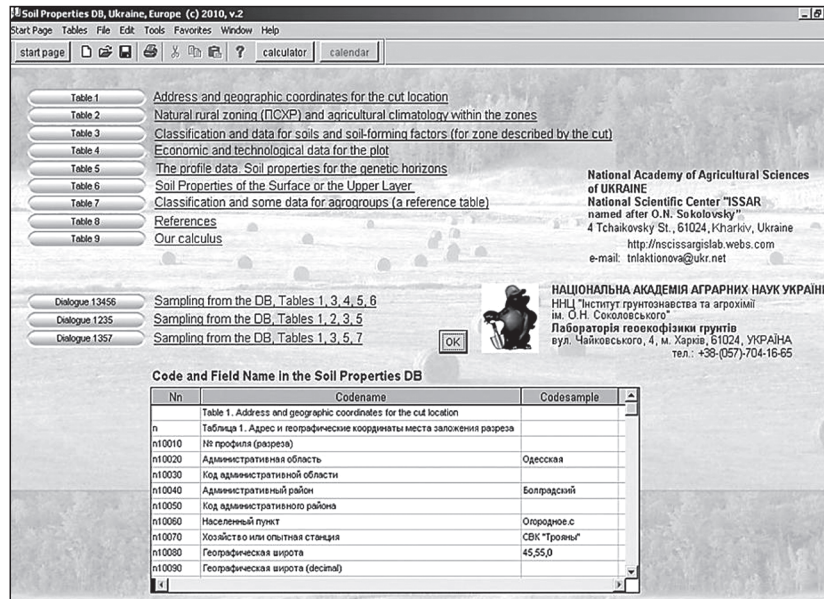 Soil Properties DB, Ukraine, Europe (c) 2010, v.2
Start Page Tables File Edit Tools Favorites Window Help
start page ? calculator calendar
Table 1 Address and geographic coordinates for the cut location
Table 2 Natural rural zoning (ПСХР) and agricultural climatology within the zones
Table 3 Classification and data for soils and soil-forming factors (for zone described by the cut)
Table 4 Economic and technological data for the plot
Table 5 The profile data. Soil properties for the genetic horizons
Table 6 Soil Properties of the Surface or the Upper Layer
Table 7 Classification and some data for agrogroups (a reference table)
Table 8 References
Table 9 Our calculus
National Academy of Agricultural Sciences
of UKRAINE
National Scientific Center "ISSAR
named after O.N. Sokolovsky"
4 Tchaikovsky St., 61024, Kharkiv, Ukraine
http://nscissargislab.webs.com
e-mail: tnlaktionova@ukr.net
Dialogue 13456 Sampling from the DB, Tables 1, 3, 4, 5, 6
Dialogue 1235 Sampling from the DB, Tables 1, 2, 3, 5
Dialogue 1357 Sampling from the DB, Tables 1, 3, 5, 7
OK
НАЦІОНАЛЬНА АКАДЕМІЯ АГРАРНИХ НАУК УКРАЇНИ
ННЦ "Інститут грунтознавства та агрохімії
ім. О.Н. Соколовського"
Лабораторія геоекофізики грунтів
вул. Чайковського, 4, м. Харків, 61024, УКРАЇНА
тел.: +38-(057)-704-16-65
Code and Field Name in the Soil Properties DB
Nn Codename Codesample
Table 1. Address and geographic coordinates for the cut location
n Таблица 1. Адрес и географические координаты места заложения разреза
n10010 № профиля (разреза)
n10020 Административная область Одесская
n10030 Код административной области
n10040 Административный район Болградский
n10050 Код административного района
n10060 Населенный пункт Огородное.с
n10070 Хозяйство или опытная станция СВК "Трояны"
n10080 Географическая широта 45,55,0
n10090 Географическая широта (decimal)